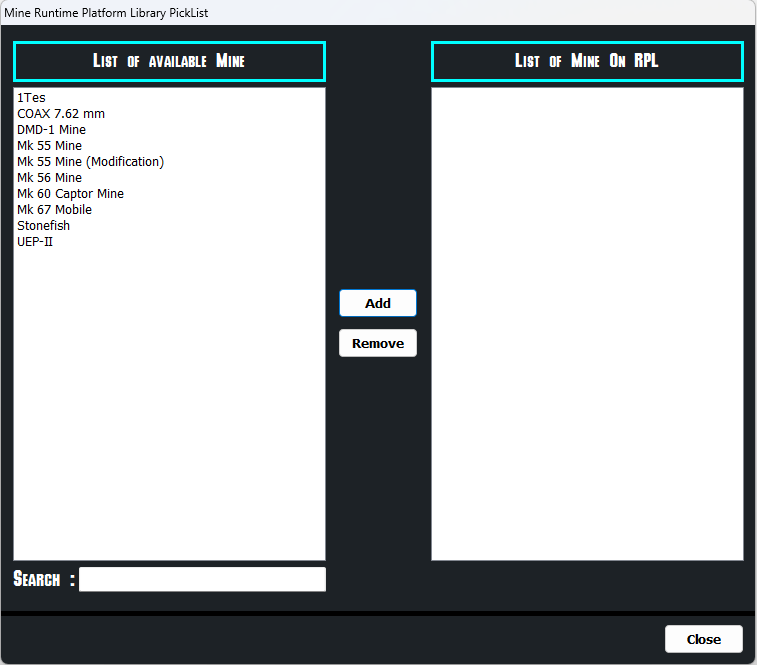 Mine Runtime Platform Library PickList
List of available Mine
List of Mine On RPL
1Tes
COAX 7.62 mm
DMD-1 Mine
Mk 55 Mine
Mk 55 Mine (Modification)
Mk 56 Mine
Mk 60 Captor Mine
Mk 67 Mobile
Stonefish
UEP-II
Add
Remove
Search :
Close